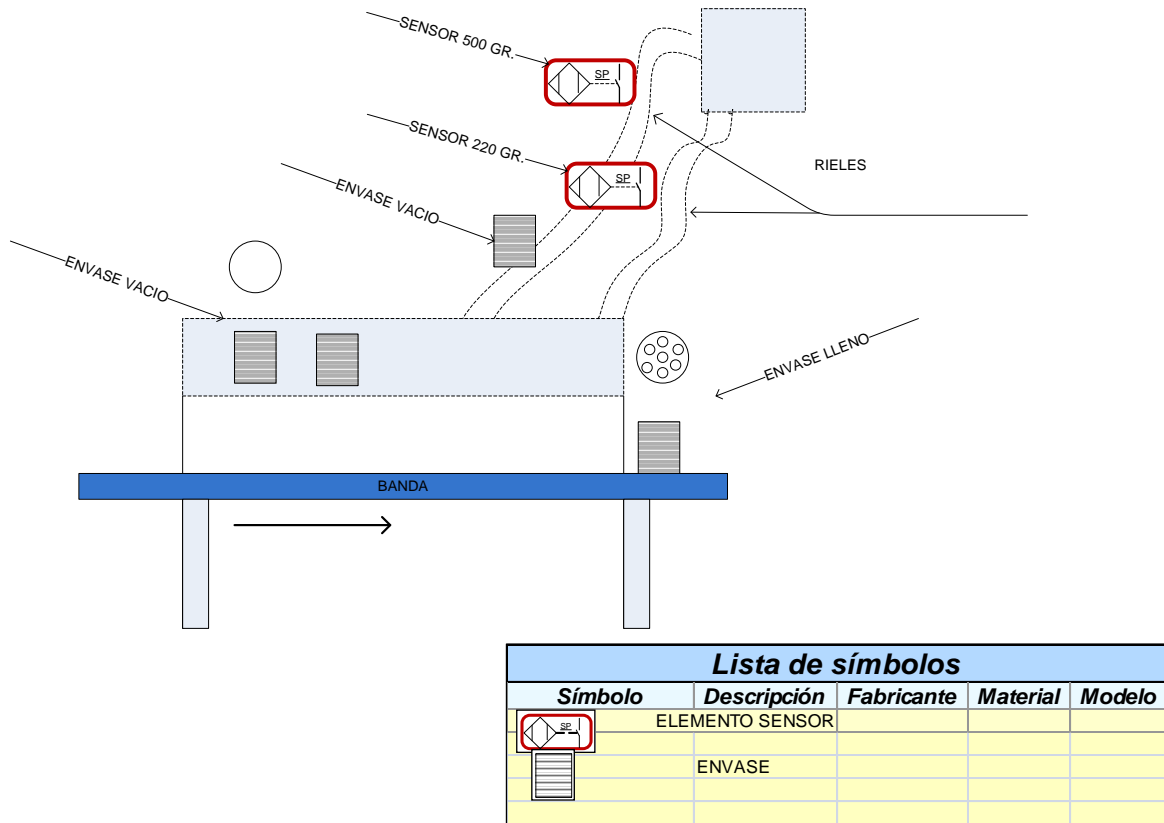 SENSOR 500 GR.
SP
SENSOR 220 GR.
SP
RIELES
ENVASE VACIO
ENVASE VACIO
ENVASE LLENO
BANDA
Lista de símbolos
Símbolo Descripción Fabricante Material Modelo
SP ELEMENTO SENSOR
ENVASE